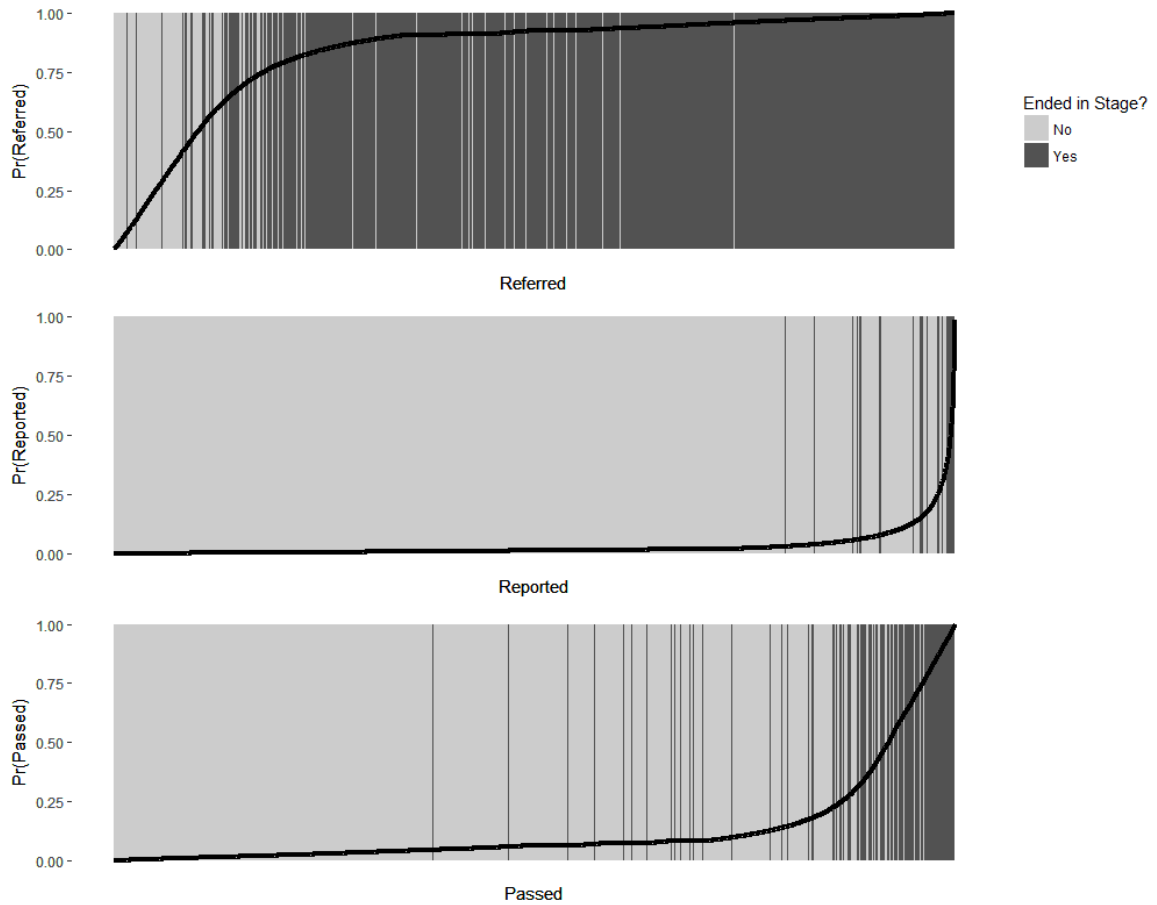 1.00
0.75
0.50
0.25
0.00
Pr(Referred)
Referred
Ended in Stage?
No
Yes
1.00
0.75
0.50
0.25
0.00
Pr(Reported)
Reported
1.00
0.75
0.50
0.25
0.00
Pr(Passed)
Passed